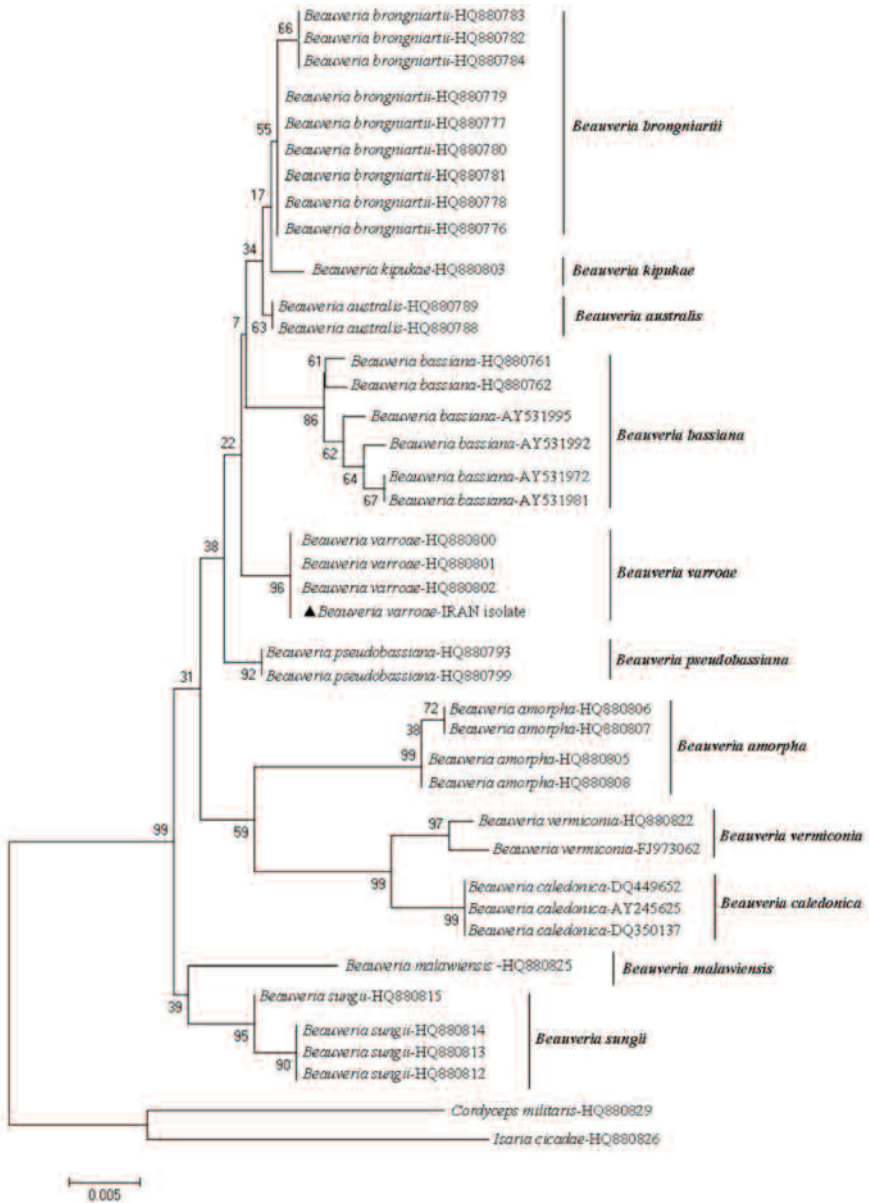 Beauveria brongniartii-HQ880783
66
Beauveria brongniartii-HQ880782
Beauveria brongniartii-HQ880784
Beauveria brongniartii-HQ880779
Beauveria brongniartii-HQ880777
Beauveria brongniartii
55
Beauveria brongniartii-HQ880780
Beauveria brongniartii-HQ880781
17
Beauveria brongniartii-HQ880778
Beauveria brongniartii-HQ880776
34
Beauveria kipukae-HQ880803
Beauveria kipukae
Beauveria australis-HQ880789
Beauveria australis
7
63
Beauveria australis-HQ880788
61
Beauveria bassiana-HQ880761
Beauveria bassiana-HQ880762
86
Beauveria bassiana-AY531995
Beauveria bassiana
22
62
Beauveria bassiana-AY531992
64
Beauveria bassiana-AY531972
67
Beauveria bassiana-AY531981
Beauveria varroae-HQ880800
38
Beauveria varroae-HQ880801
Beauveria varroae
96
Beauveria varroae-HQ880802
▲Beauveria varroae-IRAN isolate
Beauveria pseudobassiana-HQ880793
Beauveria pseudobassiana
92
Beauveria pseudobassiana-HQ880799
31
72
Beauveria amorpha-HQ880806
38
Beauveria amorpha-HQ880807
Beauveria amorpha
99
Beauveria amorpha-HQ880805
Beauveria amorpha-HQ880808
97
Beauveria vermiconia-HQ880822
Beauveria vermiconia
99
59
Beauveria vermiconia-FJ973062
99
Beauveria caledonica-DQ449652
Beauveria caledonica-AY245625
Beauveria caledonica
99
Beauveria caledonica-DQ350137
Beauveria malawiensis -HQ880825
Beauveria malawiensis
39
Beauveria sungii-HQ880815
95
Beauveria sungii-HQ880814
Beauveria sungii
90
Beauveria sungii-HQ880813
Beauveria sungii-HQ880812
Cordyceps militaris-HQ880829
Isaria cicadae-HQ880826
0.005